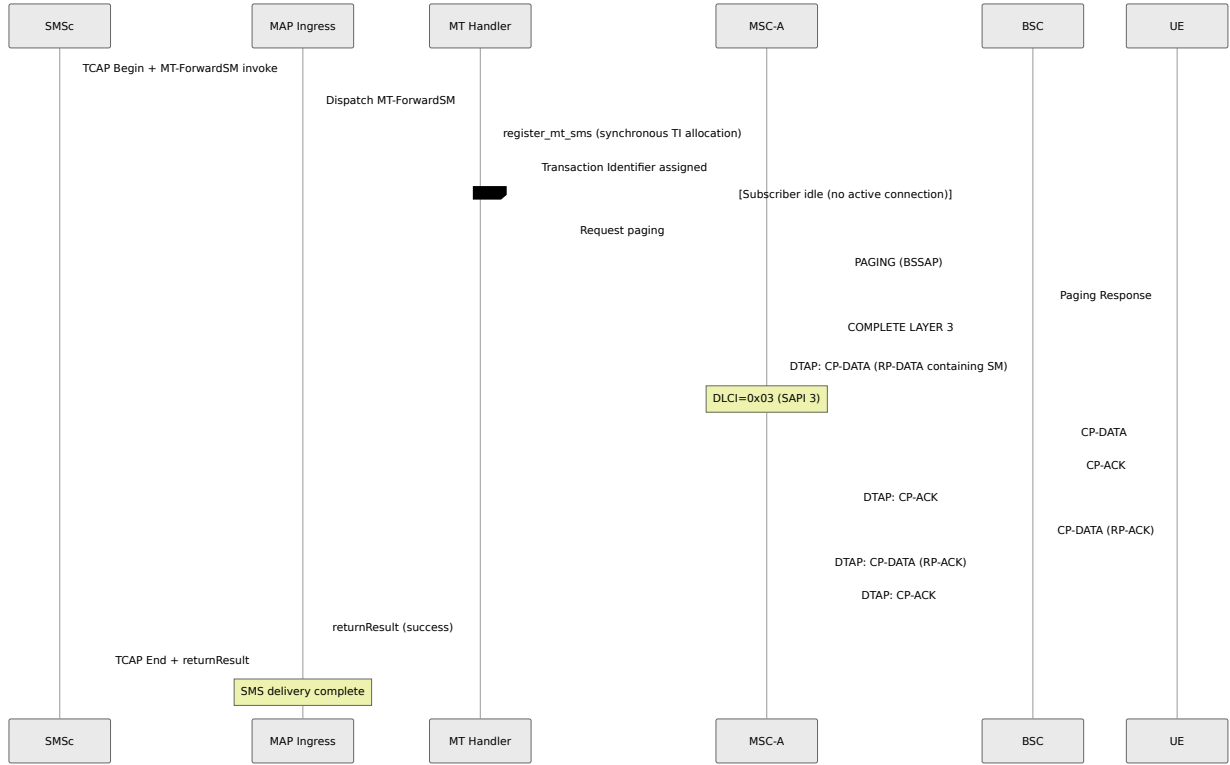 SMSc
MAP Ingress
MT Handler
MSC-A
BSC
UE
TCAP Begin + MT-ForwardSM invoke
Dispatch MT-ForwardSM
register_mt_sms (synchronous TI allocation)
Transaction Identifier assigned
[Subscriber idle (no active connection)]
Request paging
PAGING (BSSAP)
Paging Response
COMPLETE LAYER 3
DTAP: CP-DATA (RP-DATA containing SM)
DLCI=0x03 (SAPI 3)
CP-DATA
CP-ACK
DTAP: CP-ACK
CP-DATA (RP-ACK)
DTAP: CP-DATA (RP-ACK)
DTAP: CP-ACK
returnResult (success)
TCAP End + returnResult
SMS delivery complete
SMSc
MAP Ingress
MT Handler
MSC-A
BSC
UE